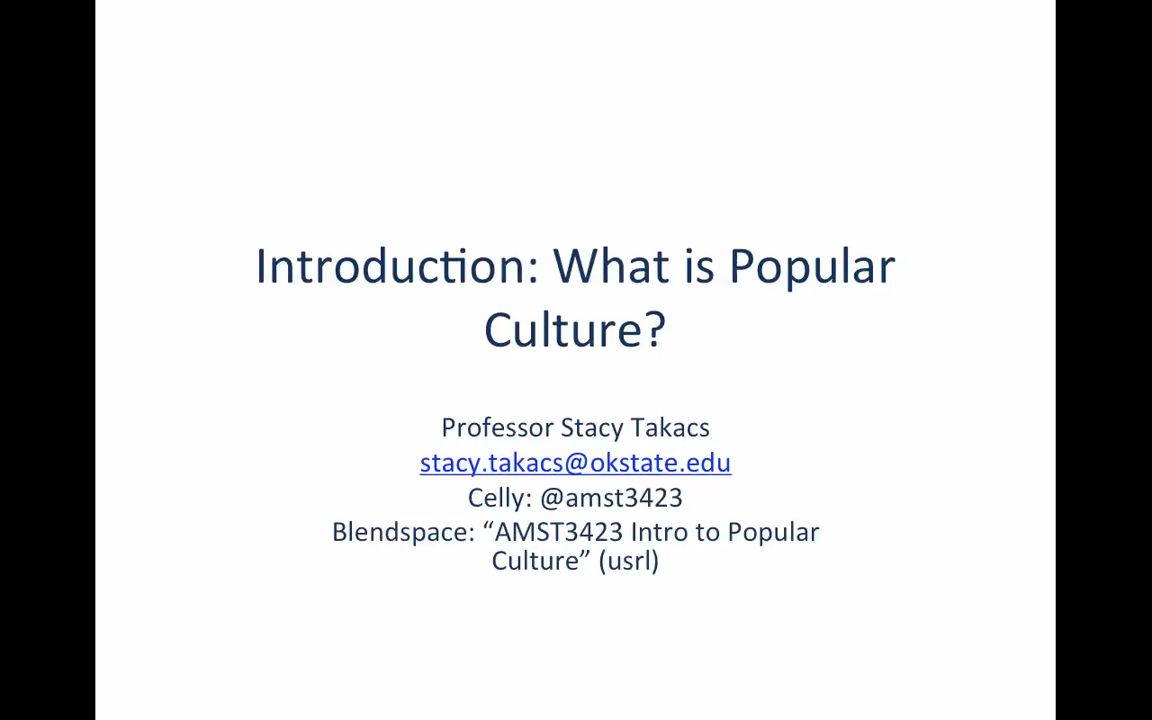 Introduction: What is Popular
Culture?
Professor Stacy Takacs
stacy.takacs@okstate.edu
Celly: @amst3423
Blendspace: “AMST3423 Intro to Popular
Culture” (usrl)